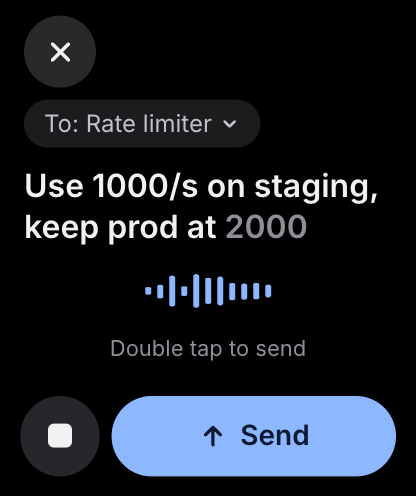 To: Rate limiter
Use 1000/s on staging,
keep prod at 2000
Double tap to send
Send